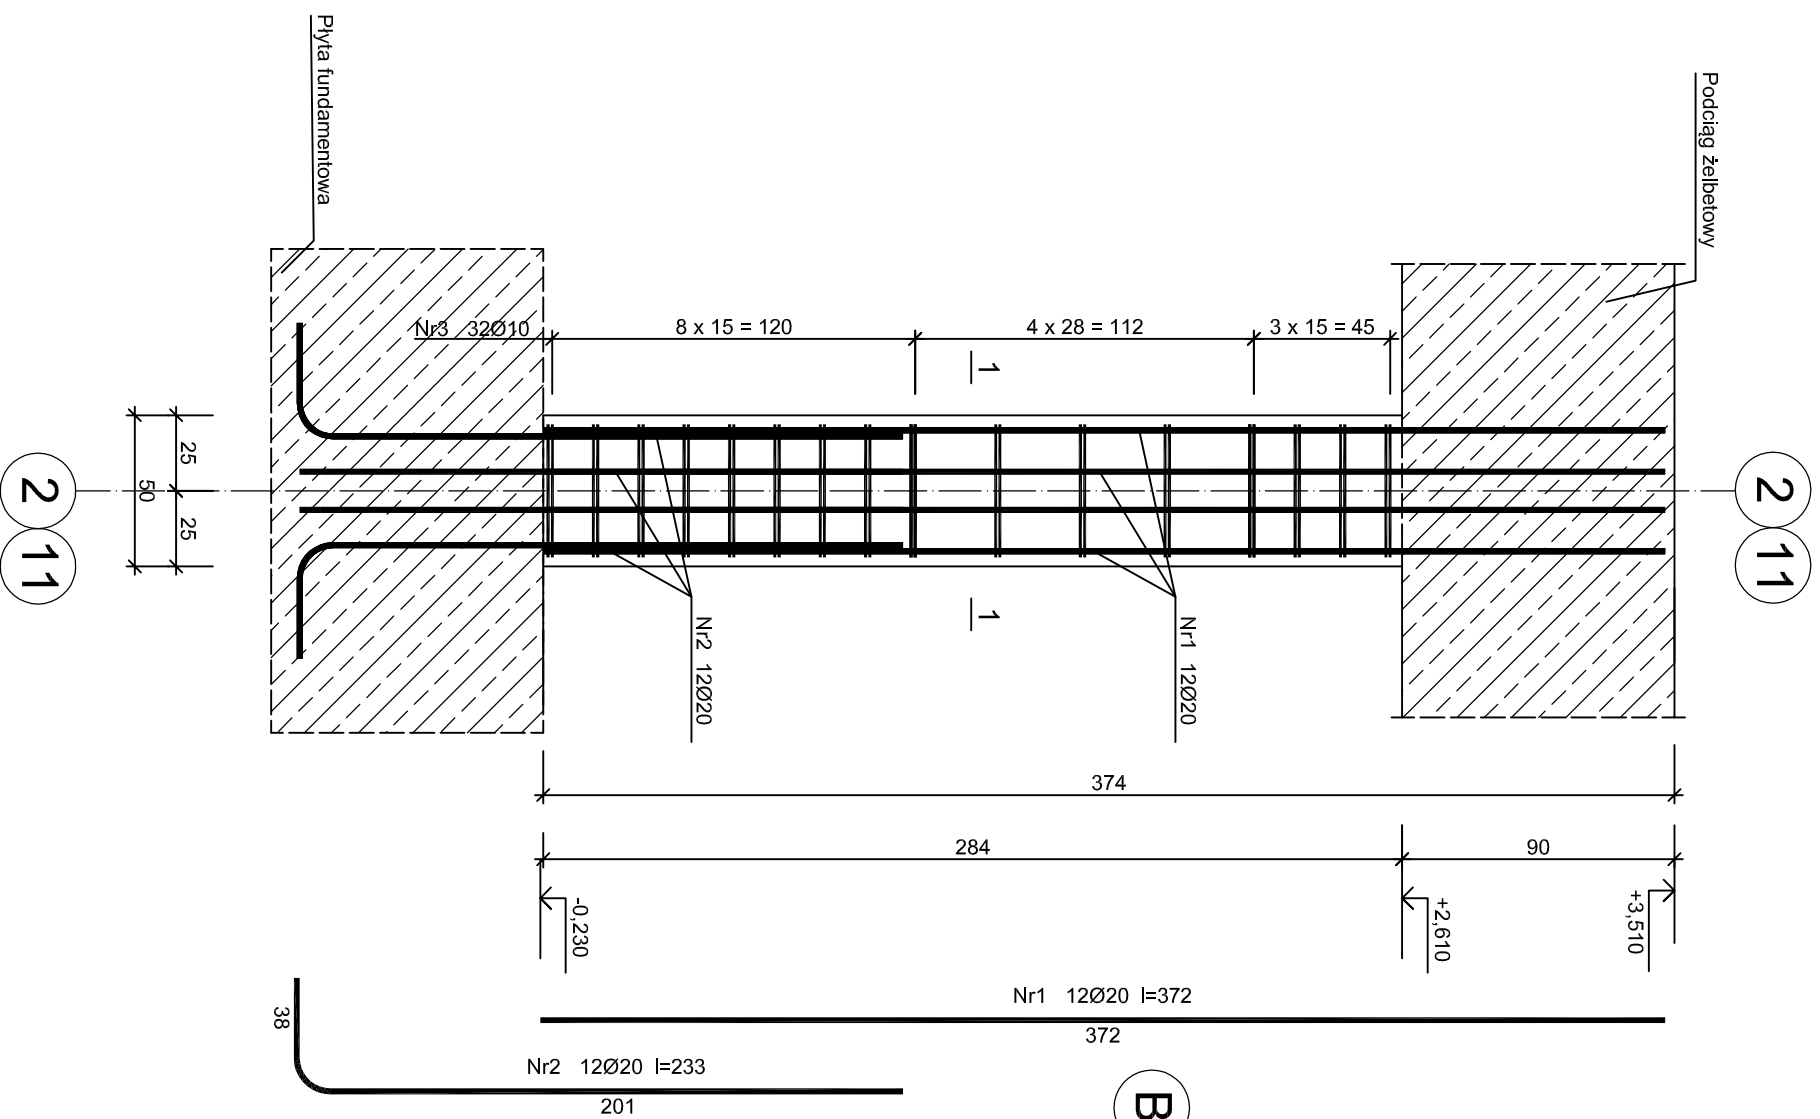 Płyta fundamentowa
Podciąg żelbetowy
Nr3 32Ø10
8 x 15 = 120
4 x 28 = 112
3 x 15 = 45
1
1
25
50
25
2
11
2
11
Nr2 12Ø20
Nr1 12Ø20
374
284
90
-0,230
+2,610
+3,510
Nr1 12Ø20 l=372
372
38
Nr2 12Ø20 l=233
201
B